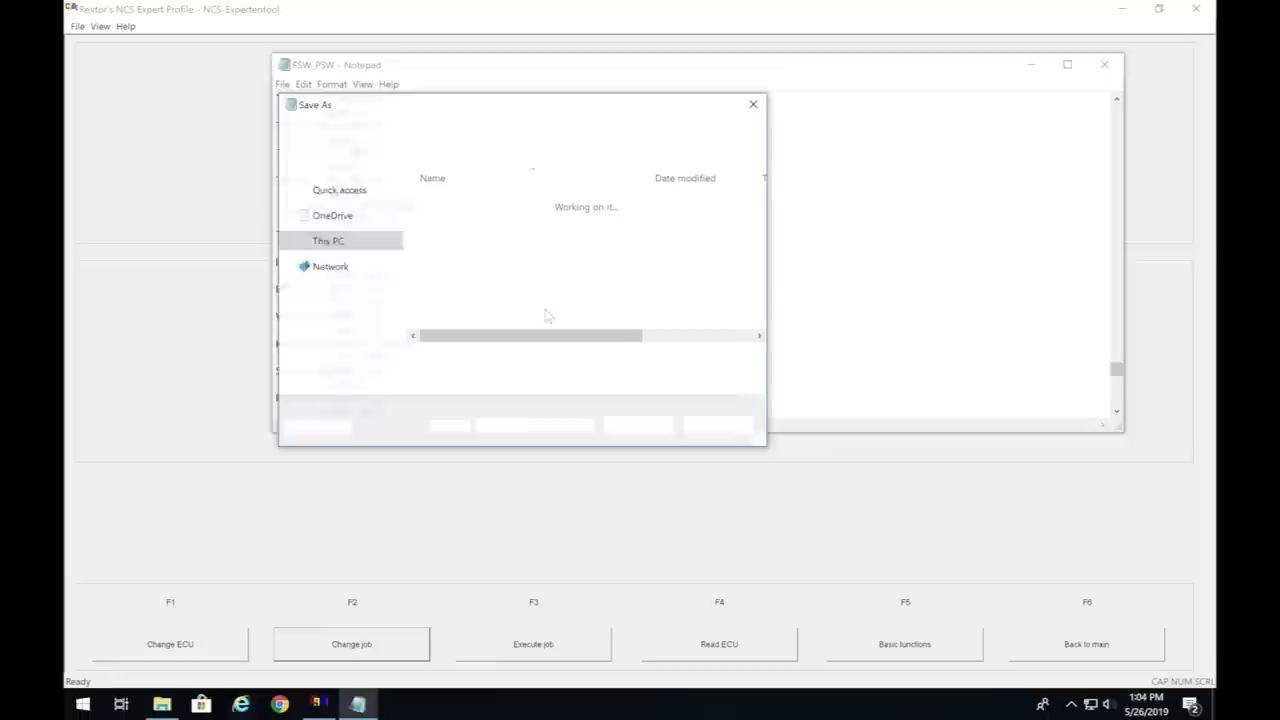 Revtor's NCS Expert Profile - NCS-Expertentool
File View Help
FSW_PSW - Notepad
File Edit Format View Help
Save As
Name Date modified T
Working on it...
Quick access
OneDrive
This PC
Network
F1 F2 F3 F4 F5 F6
Change ECU Change job Execute job Read ECU Basic functions Back to main
Ready CAP NUM SCRL
1:04 PM
5/26/2019
2